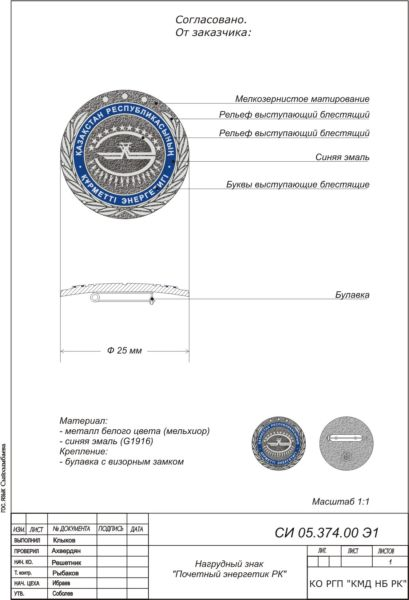 Согласовано.
От заказчика:
Мелкозернистое матирование
Рельеф выступающий блестящий
Рельеф выступающий блестящий
Синяя эмаль
Буквы выступающие блестящие
ҚАЗАҚСТАН РЕСПУБЛИКАСЫНЫҢ
ҚҰРМЕТТІ ЭНЕРГЕТИГІ
Булавка
Ф 25 мм
Материал:
- металл белого цвета (мельхиор)
- синяя эмаль (G1916)
Крепление:
- булавка с визорным замком
Масштаб 1:1
ИЗМ. ЛИСТ № ДОКУМЕНТА ПОДПИСЬ ДАТА
ВЫПОЛНИЛ Клыков
ПРОВЕРИЛ Ахвердян
НАЧ. КО. Решетник
Т. контр. Рыбаков
НАЧ. ЦЕХА Ибраев
УТВ. Соболев
СИ 05.374.00 Э1
Нагрудный знак
"Почетный энергетик РК"
ЛИТ. ЛИСТ ЛИСТОВ
1
КО РГП "КМД НБ РК"